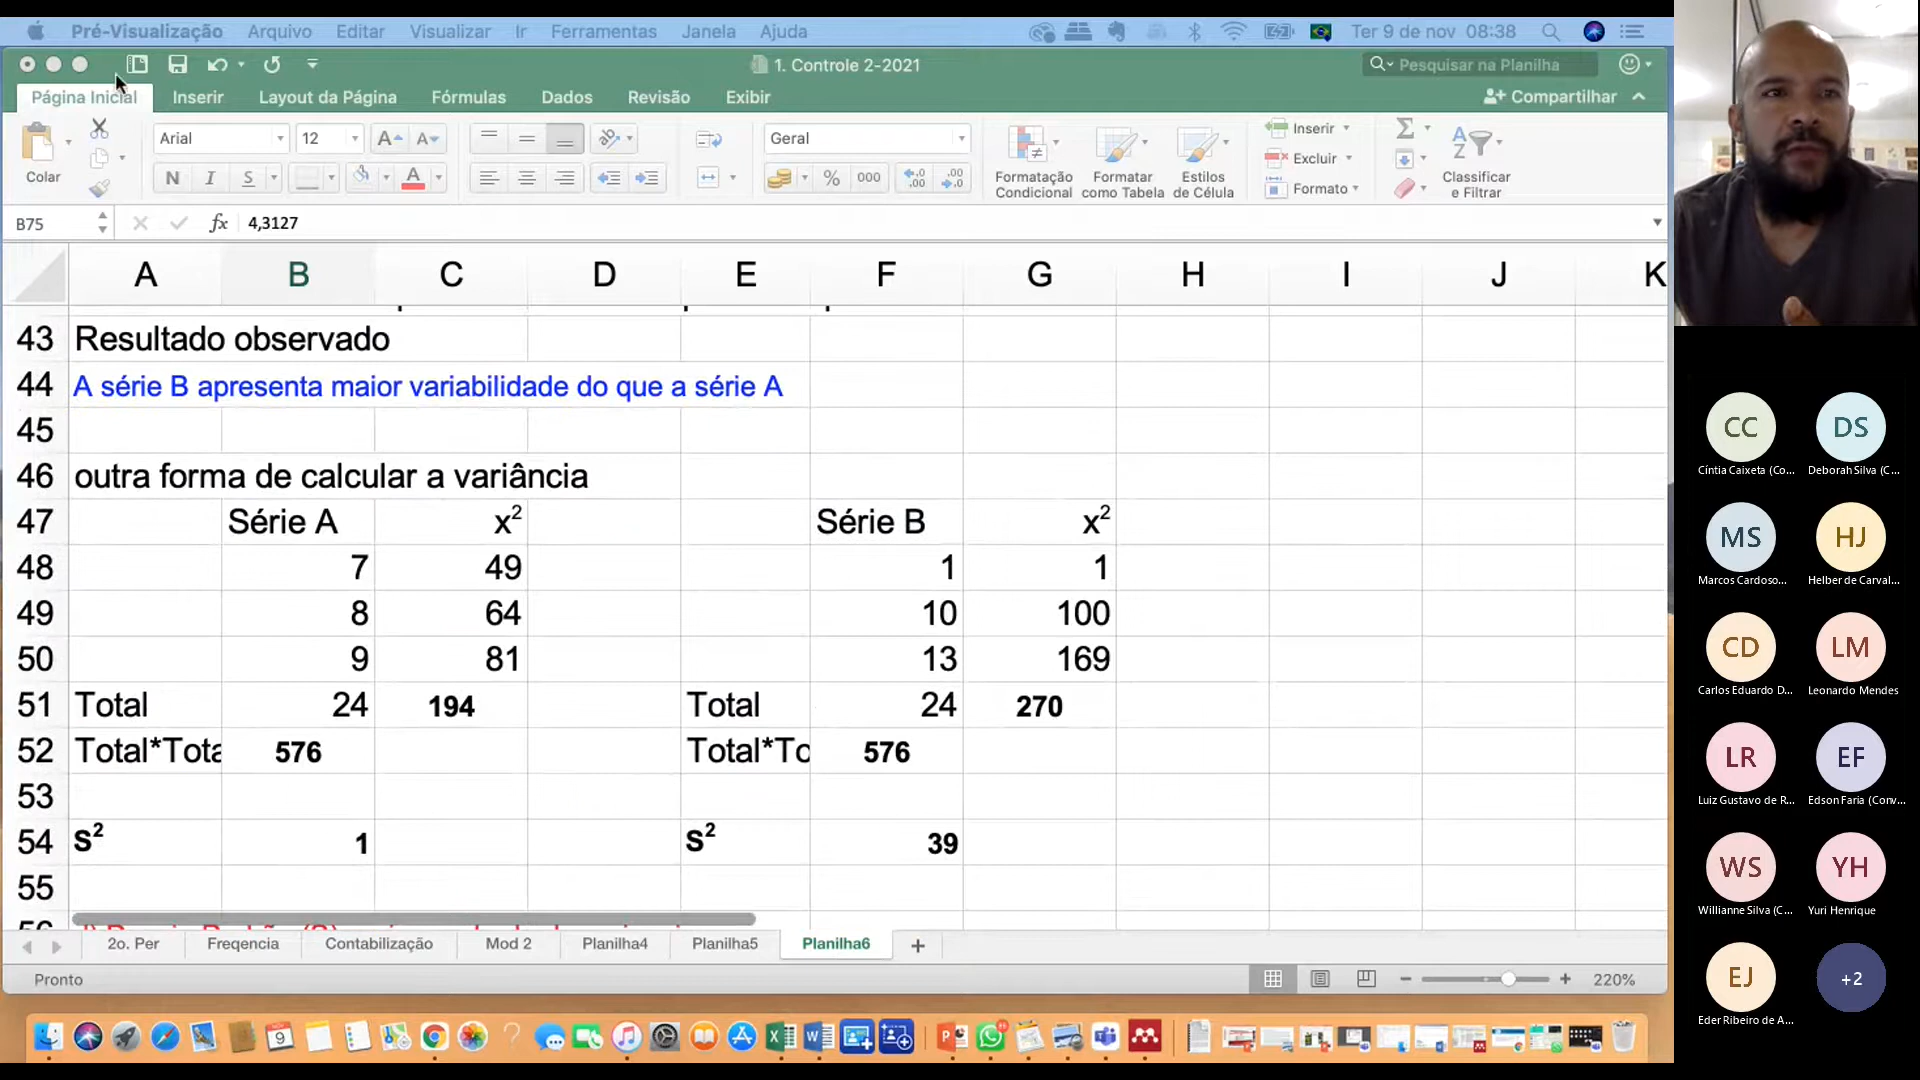 Pré-Visualização Arquivo Editar Visualizar Ir Ferramentas Janela Ajuda Ter 9 de nov 08:38
1. Controle 2-2021
Pesquisar na Planilha
Página Inicial Inserir Layout da Página Fórmulas Dados Revisão Exibir Compartilhar
Colar
Arial 12 A A
N I S A
Geral
% 000
Formatação Condicional
Formatar como Tabela
Estilos de Célula
Inserir
Excluir
Formato
Classificar e Filtrar
B75 fx 4,3127
A B C D E F G H I J K
43 Resultado observado
44 A série B apresenta maior variabilidade do que a série A
45
46 outra forma de calcular a variância
47 Série A x² Série B x²
48 7 49 1 1
49 8 64 10 100
50 9 81 13 169
51 Total 24 194 Total 24 270
52 Total*Tota 576 Total*To 576
53
54 S² 1 S² 39
55
2o. Per Freqencia Contabilização Mod 2 Planilha4 Planilha5 Planilha6 +
Pronto 220%
CC DS
Cíntia Caixeta (Co... Deborah Silva (C...
MS HJ
Marcos Cardoso... Helber de Carval...
CD LM
Carlos Eduardo D... Leonardo Mendes
LR EF
Luiz Gustavo de R... Edson Faria (Conv...
WS YH
Willianne Silva (C... Yuri Henrique
EJ +2
Eder Ribeiro de A...